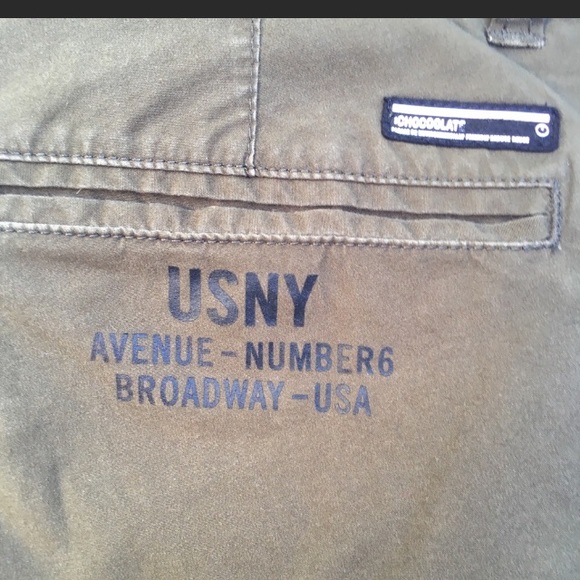 :CHOCOOLATE
USNY
AVENUE-NUMBER6
BROADWAY-USA